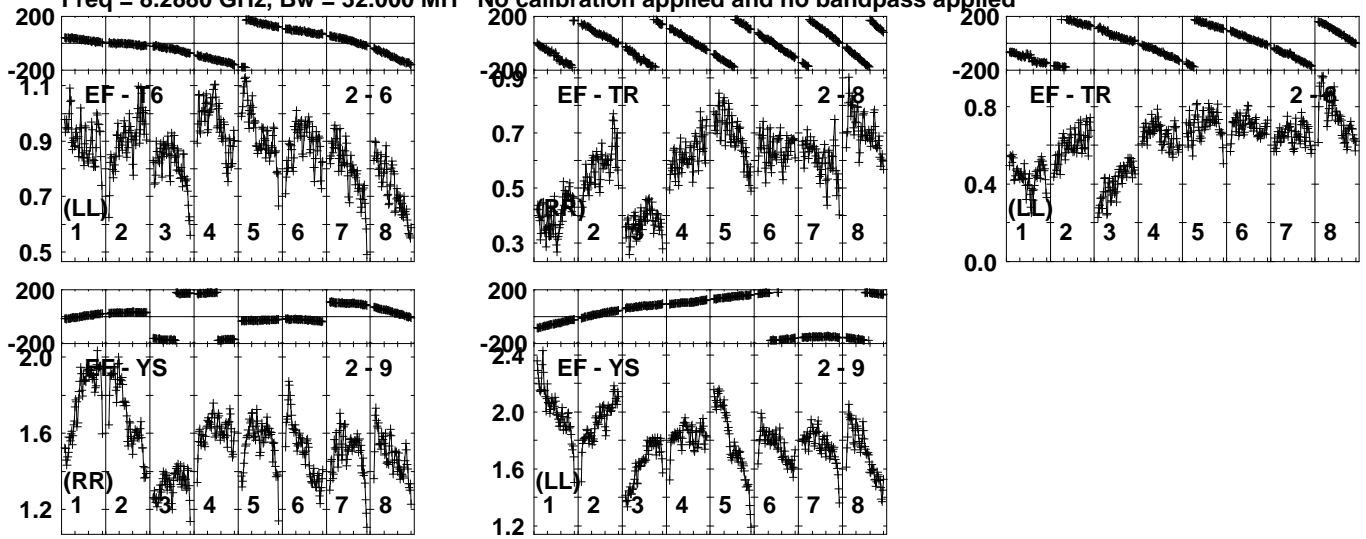 Freq = 8.2880 GHz, Bw = 32.000 MH No calibration applied and no bandpass applied
200
-200
1.1
0.9
0.7
0.5
EF - T6 2 - 6
(LL)
1 2 3 4 5 6 7 8
200
-200
0.9
0.7
0.5
0.3
EF - TR 2 - 8
(RR)
2 4 5 6 7 8
200
-200
0.8
0.4
0.0
EF - TR
(LL)
1 2 3 4 5 6 7 8
200
-200
2.0
1.6
1.2
EF - YS 2 - 9
(RR)
1 2 3 4 5 6 7 8
200
-200
2.4
2.0
1.6
1.2
EF - YS 2 - 9
(LL)
1 2 3 4 5 6 7 8